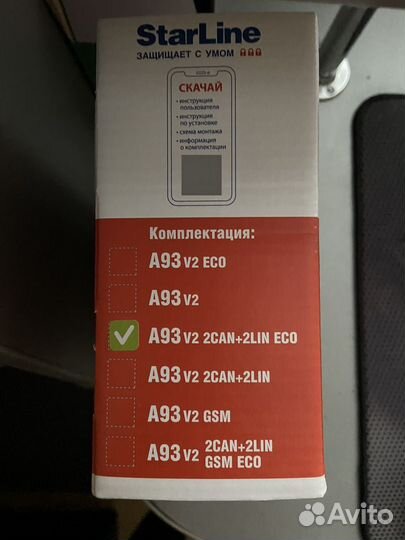 StarLine
ЗАЩИЩАЕТ С УМОМ
СКАЧАЙ
• инструкция
пользователя
• инструкция
по установке
• схема монтажа
• информация
о комплектации
Комплектация:
A93 V2 ECO
A93 V2
A93 V2 2CAN+2LIN ECO
A93 V2 2CAN+2LIN
A93 V2 GSM
A93 V2 2CAN+2LIN
GSM ECO
Avito